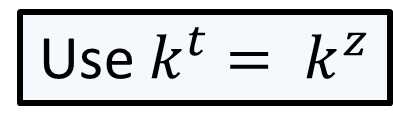 Use k^t = k^z